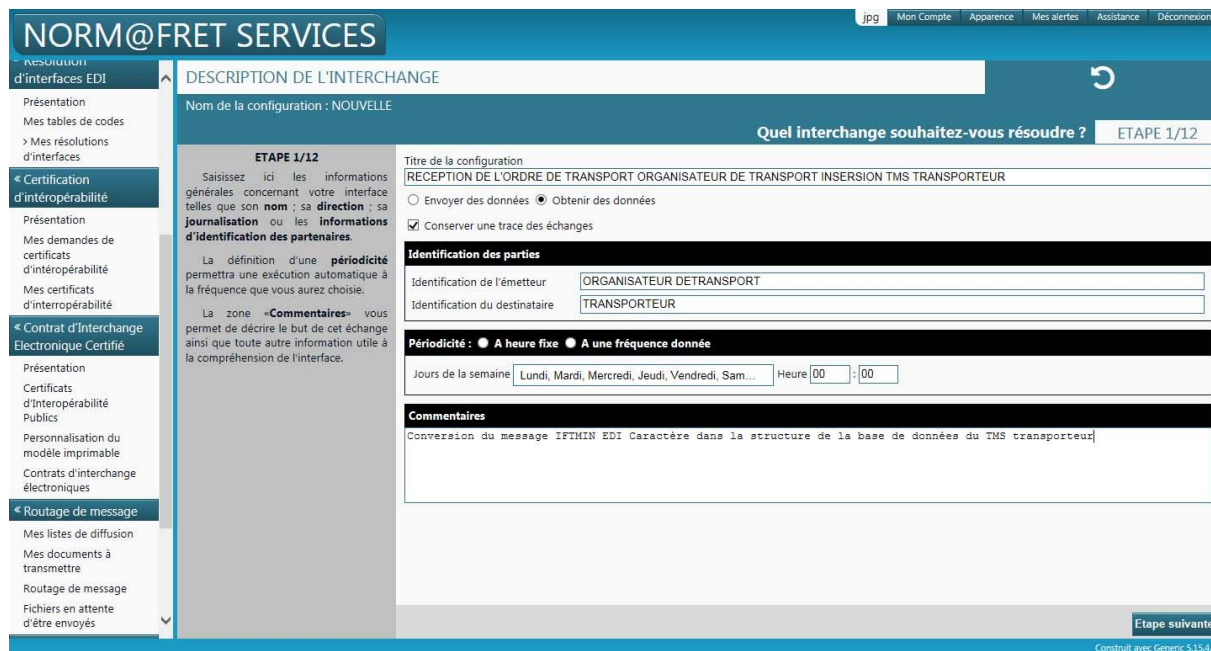 jpg Mon Compte Apparence Mes alertes Assistance Déconnexion
NORM@FRET SERVICES
« Résolution
d'interfaces EDI
Présentation
Mes tables de codes
> Mes résolutions
d'interfaces
« Certification
d'intéropérabilité
Présentation
Mes demandes de
certificats
d'intéropérabilité
Mes certificats
d'interropérabilité
« Contrat d'Interchange
Electronique Certifié
Présentation
Certificats
d'Interopérabilité
Publics
Personnalisation du
modèle imprimable
Contrats d'interchange
électroniques
« Routage de message
Mes listes de diffusion
Mes documents à
transmettre
Routage de message
Fichiers en attente
d'être envoyés
DESCRIPTION DE L'INTERCHANGE
Nom de la configuration : NOUVELLE
Quel interchange souhaitez-vous résoudre ? ETAPE 1/12
ETAPE 1/12
Saisissez ici les informations
générales concernant votre interface
telles que son nom ; sa direction ; sa
journalisation ou les informations
d'identification des partenaires.
La définition d'une périodicité
permettra une exécution automatique à
la fréquence que vous aurez choisie.
La zone «Commentaires» vous
permet de décrire le but de cet échange
ainsi que toute autre information utile à
la compréhension de l'interface.
Titre de la configuration
RECEPTION DE L'ORDRE DE TRANSPORT ORGANISATEUR DE TRANSPORT INSERSION TMS TRANSPORTEUR
Envoyer des données Obtenir des données
Conserver une trace des échanges
Identification des parties
Identification de l'émetteur ORGANISATEUR DETRANSPORT
Identification du destinataire TRANSPORTEUR
Périodicité : A heure fixe A une fréquence donnée
Jours de la semaine Lundi, Mardi, Mercredi, Jeudi, Vendredi, Sam... Heure 00 : 00
Commentaires
Conversion du message IFTMIN EDI Caractère dans la structure de la base de données du TMS transporteur
Etape suivante
Construit avec Generic 5.15.4